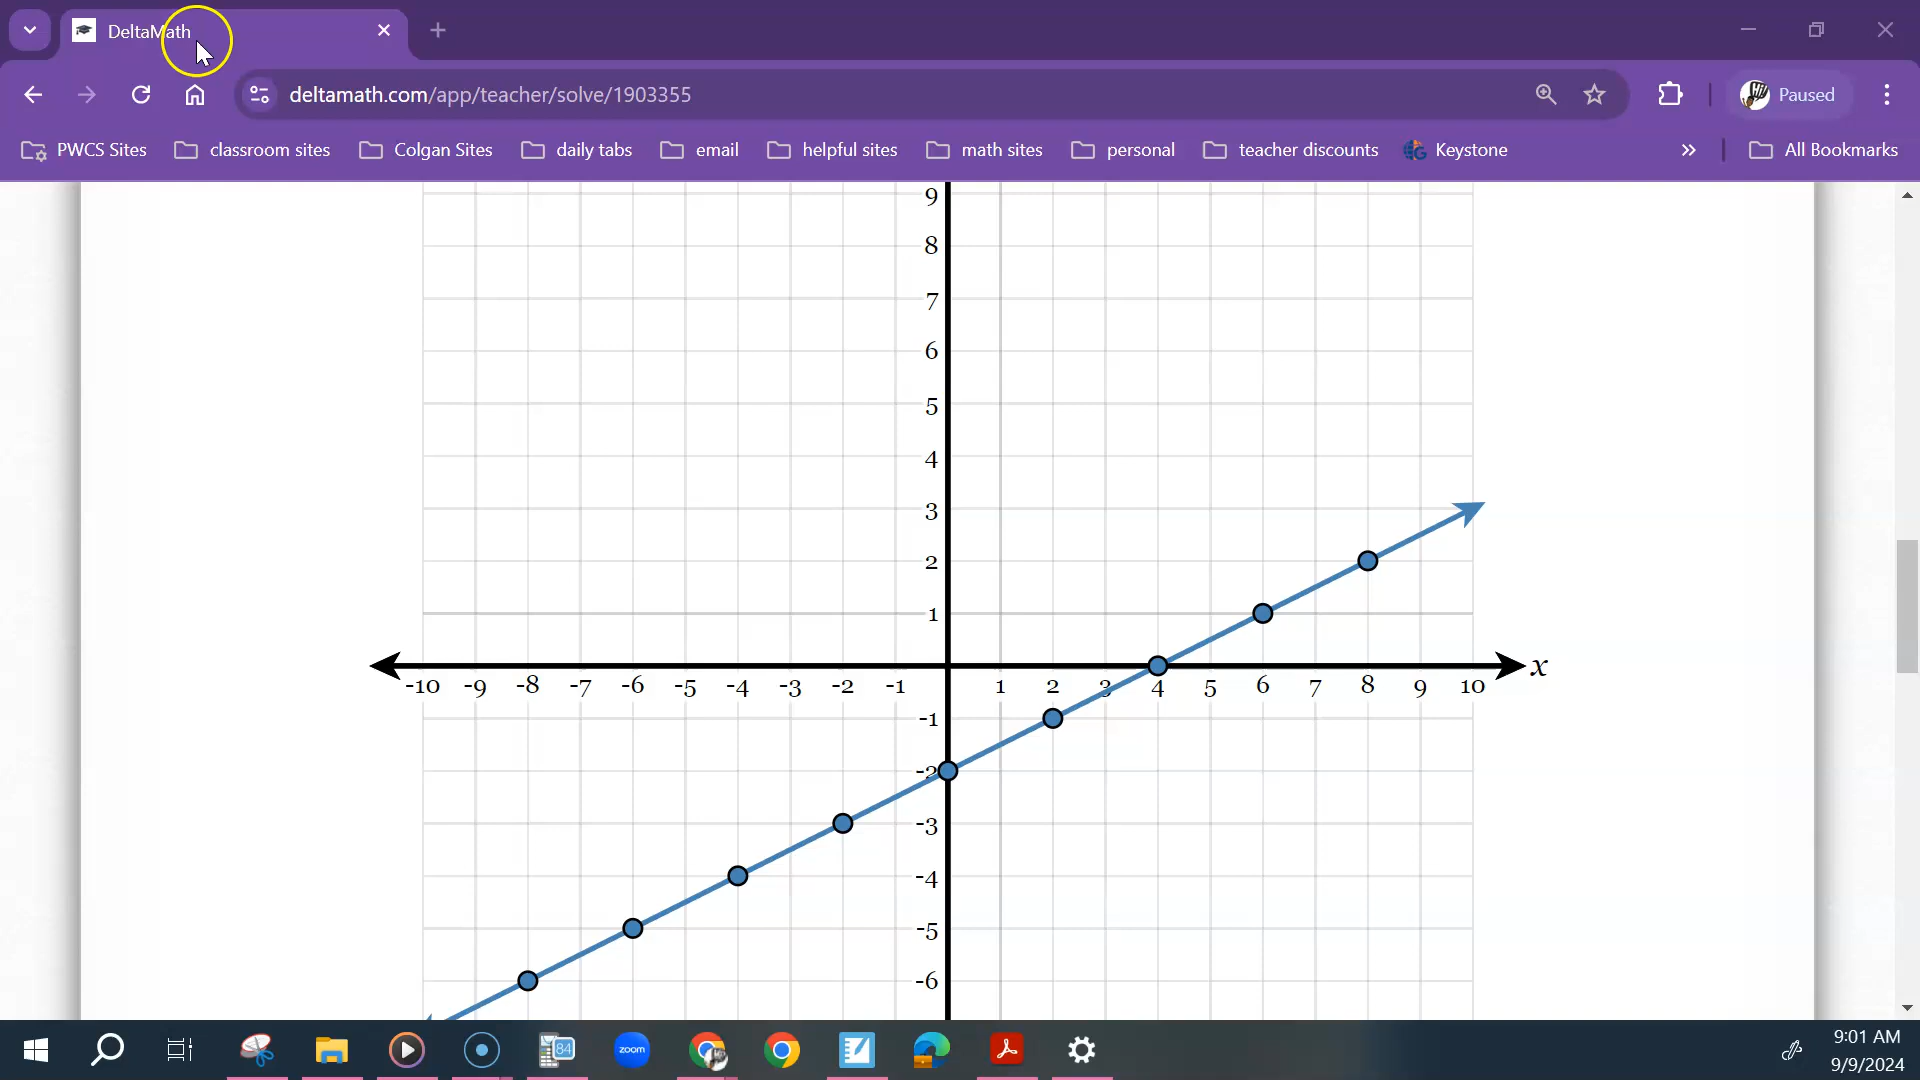 DeltaMath
deltamath.com/app/teacher/solve/1903355
Paused
PWCS Sites
classroom sites
Colgan Sites
daily tabs
email
helpful sites
math sites
personal
teacher discounts
Keystone
»
All Bookmarks
9
8
7
6
5
4
3
2
1
x
-10 -9 -8 -7 -6 -5 -4 -3 -2 -1 1 2 3 4 5 6 7 8 9 10
-1
-2
-3
-4
-5
-6
84
zoom
9:01 AM
9/9/2024